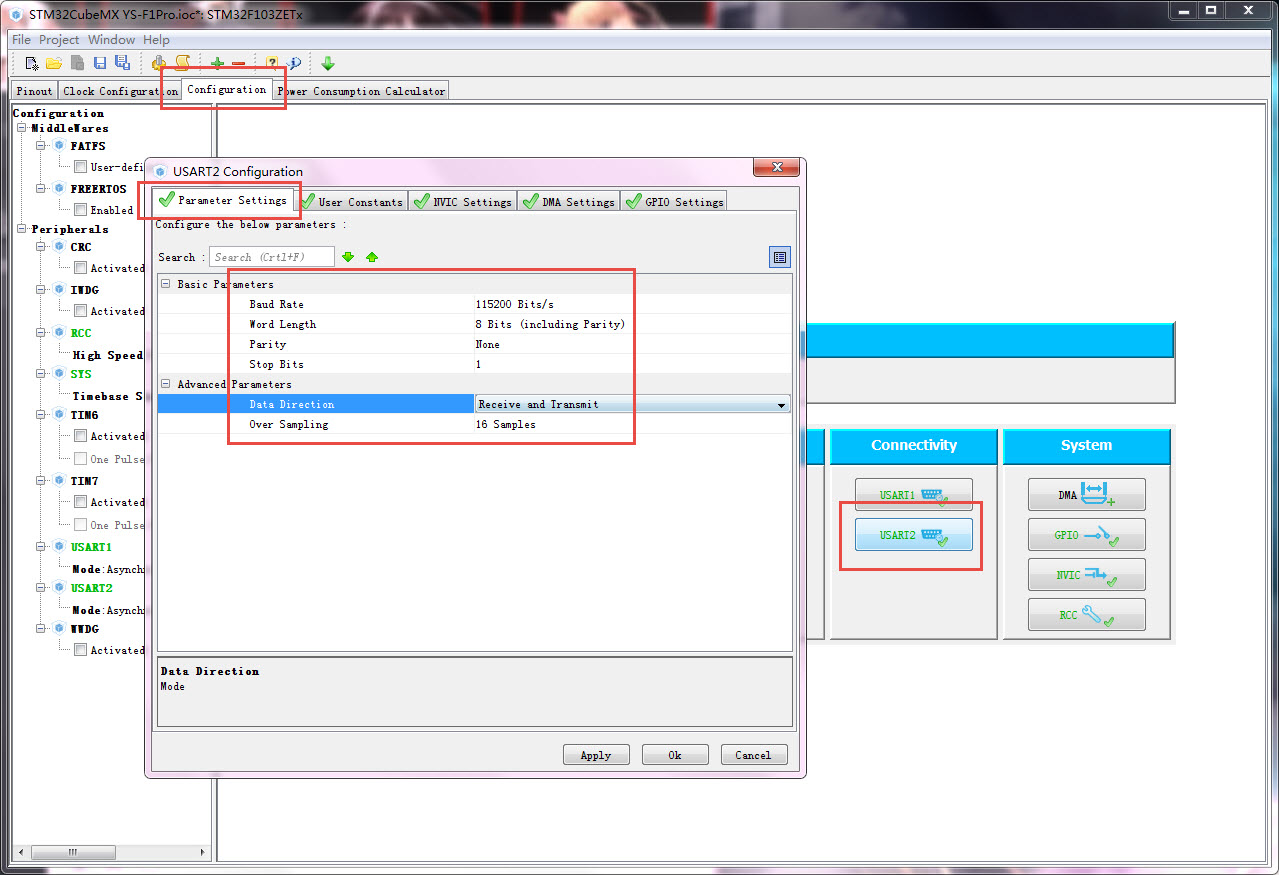 STM32CubeMX YS-F1Pro.ioc*: STM32F103ZETx
File Project Window Help
Pinout Clock Configuration Configuration Power Consumption Calculator
Configuration
MiddleWares
FATFS
User-defi
FREERTOS
Enabled
Peripherals
CRC
Activated
IWDG
Activated
RCC
High Speed
SYS
Timebase S
TIM6
Activated
One Pulse
TIM7
Activated
One Pulse
USART1
Mode:Asynch
USART2
Mode:Asynch
WWDG
Activated
USART2 Configuration
Parameter Settings User Constants NVIC Settings DMA Settings GPIO Settings
Configure the below parameters :
Search : Search (Crtl+F)
Basic Parameters
Baud Rate 115200 Bits/s
Word Length 8 Bits (including Parity)
Parity None
Stop Bits 1
Advanced Parameters
Data Direction Receive and Transmit
Over Sampling 16 Samples
Data Direction
Mode
Apply Ok Cancel
Connectivity
USART1
USART2
System
DMA
GPIO
NVIC
RCC